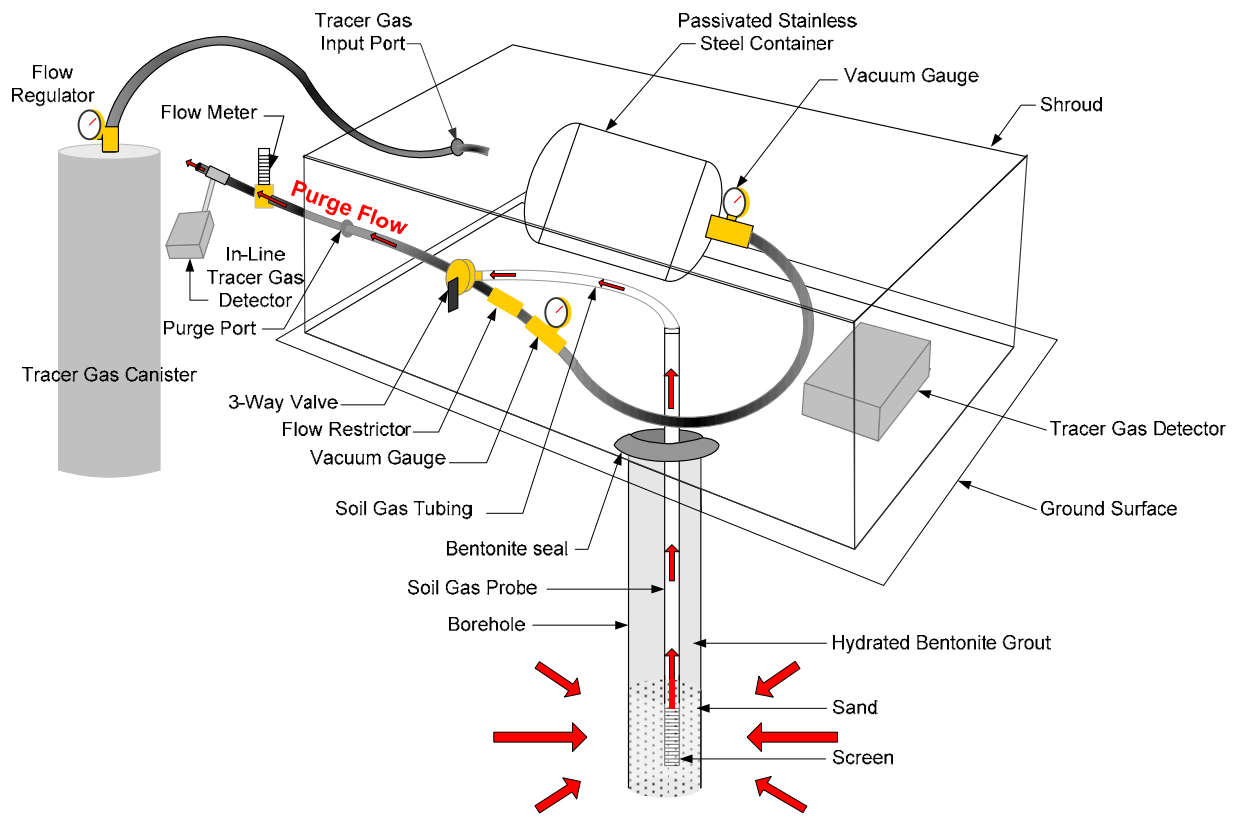 Tracer Gas
Input Port
Passivated Stainless
Steel Container
Vacuum Gauge
Flow
Regulator
Shroud
Flow Meter
Purge Flow
In-Line
Tracer Gas
Detector
Purge Port
Tracer Gas Canister
3-Way Valve
Flow Restrictor
Vacuum Gauge
Tracer Gas Detector
Soil Gas Tubing
Ground Surface
Bentonite seal
Soil Gas Probe
Borehole
Hydrated Bentonite Grout
Sand
Screen